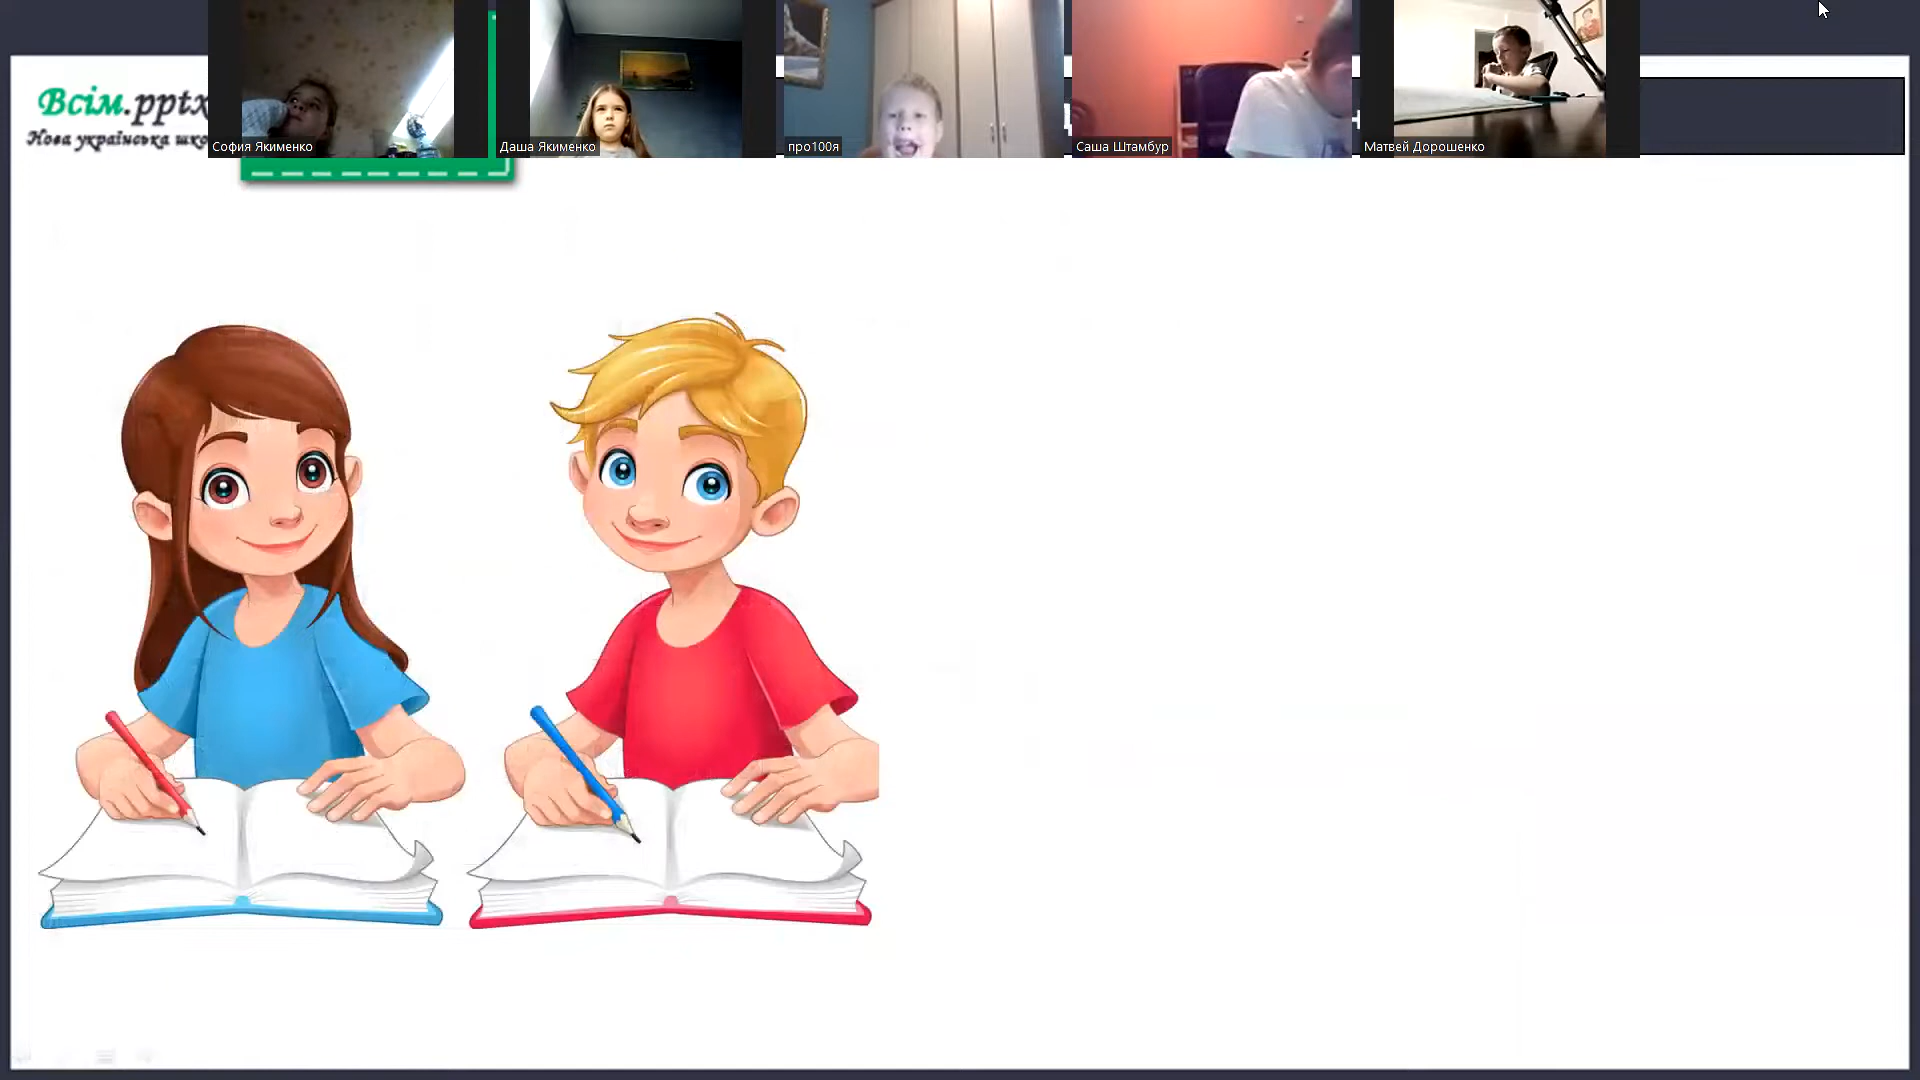 Всім.pptx
Нова українська шко
София Якименко
Даша Якименко
про100я
Саша Штамбур
Матвей Дорошенко